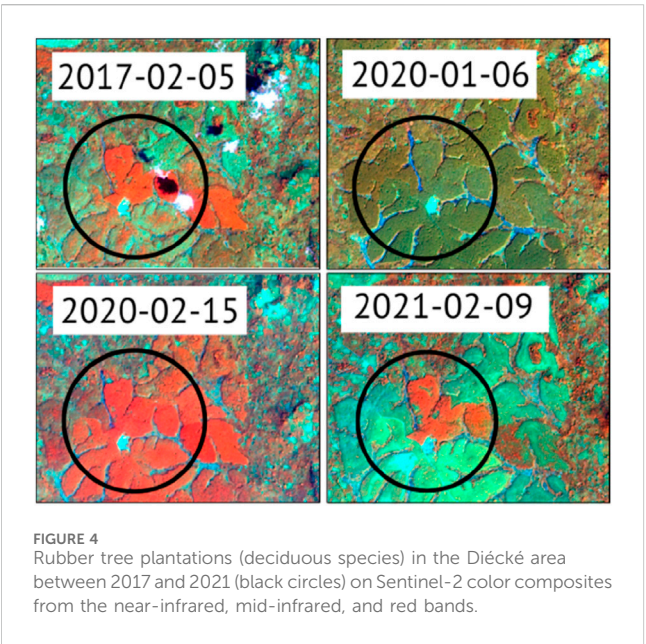 2017-02-05
2020-01-06
2020-02-15
2021-02-09
FIGURE 4
Rubber tree plantations (deciduous species) in the Diécké area
between 2017 and 2021 (black circles) on Sentinel-2 color composites
from the near-infrared, mid-infrared, and red bands.